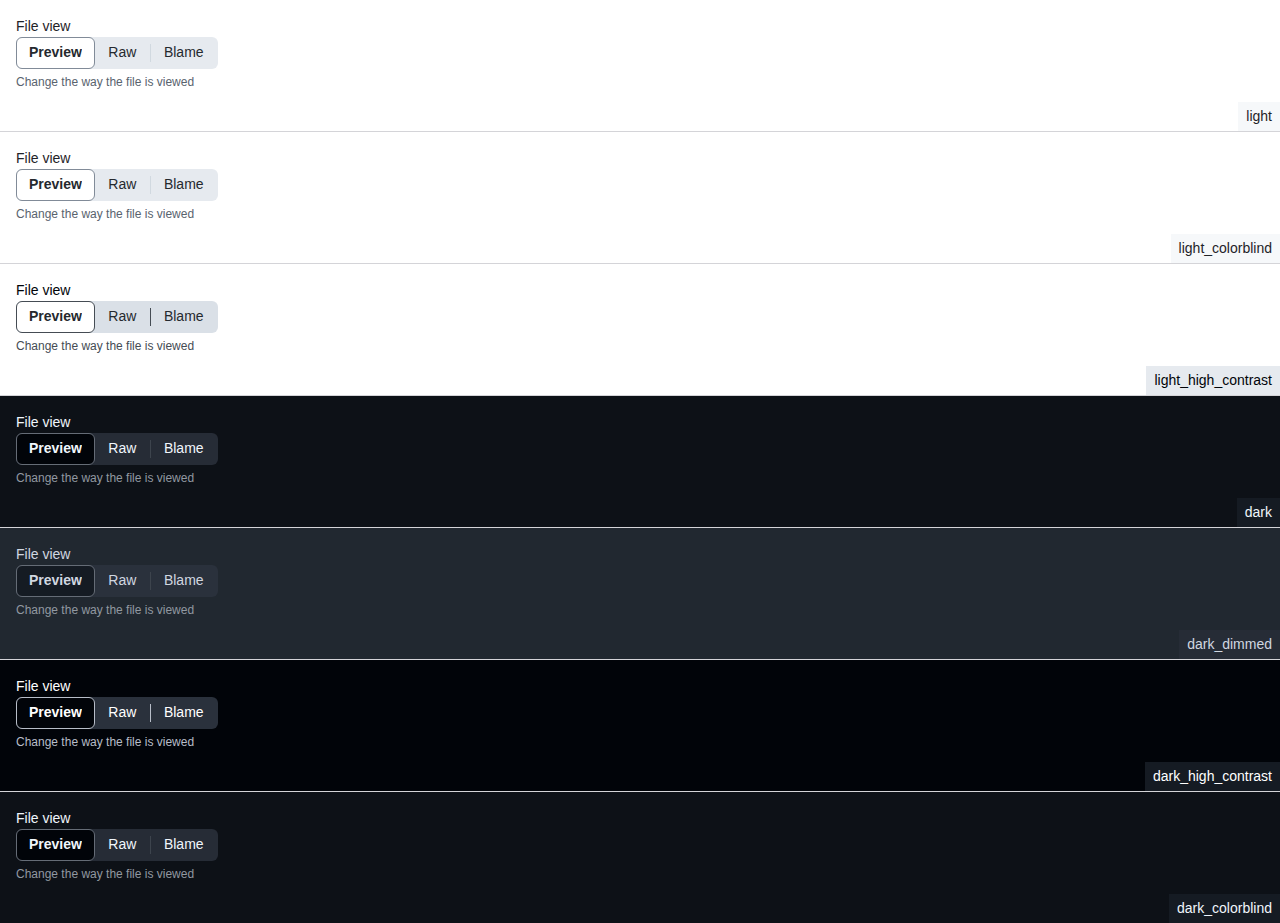 File view
Preview Raw Blame
Change the way the file is viewed
light
File view
Preview Raw Blame
Change the way the file is viewed
light_colorblind
File view
Preview Raw Blame
Change the way the file is viewed
light_high_contrast
File view
Preview Raw Blame
Change the way the file is viewed
dark
File view
Preview Raw Blame
Change the way the file is viewed
dark_dimmed
File view
Preview Raw Blame
Change the way the file is viewed
dark_high_contrast
File view
Preview Raw Blame
Change the way the file is viewed
dark_colorblind